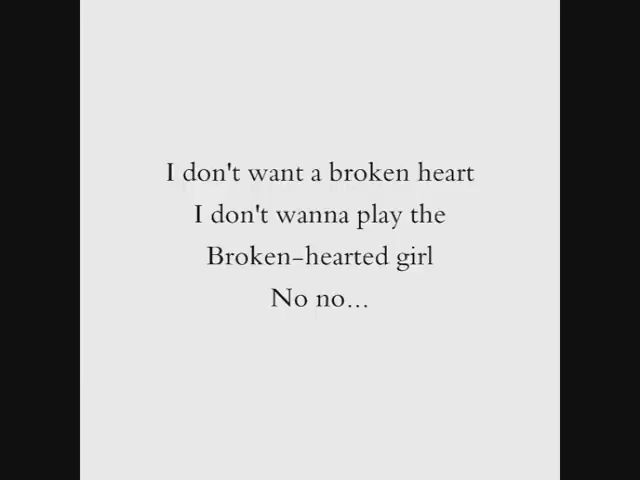 I don't want a broken heart
I don't wanna play the
Broken-hearted girl
No no...